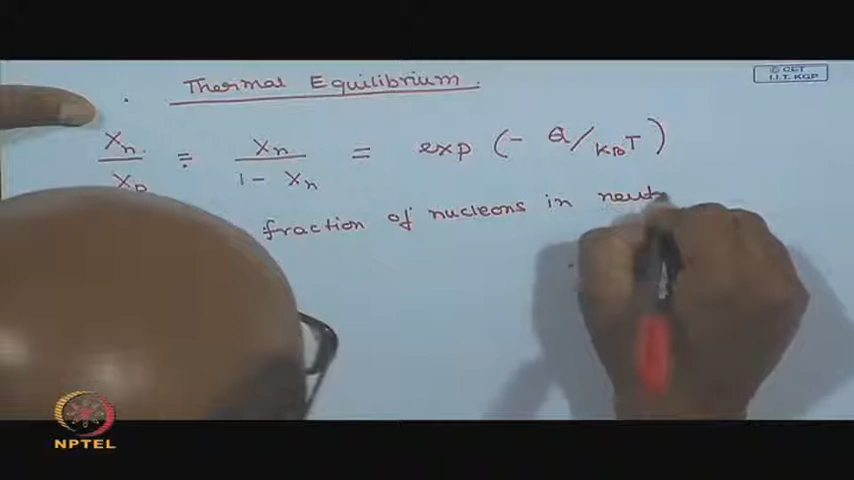 © CET
I.I.T. KGP
Thermal Equilibrium
Xn/Xp = Xn/1 - Xn = exp (- Q/KBT)
fraction of nucleons in neut
NPTEL